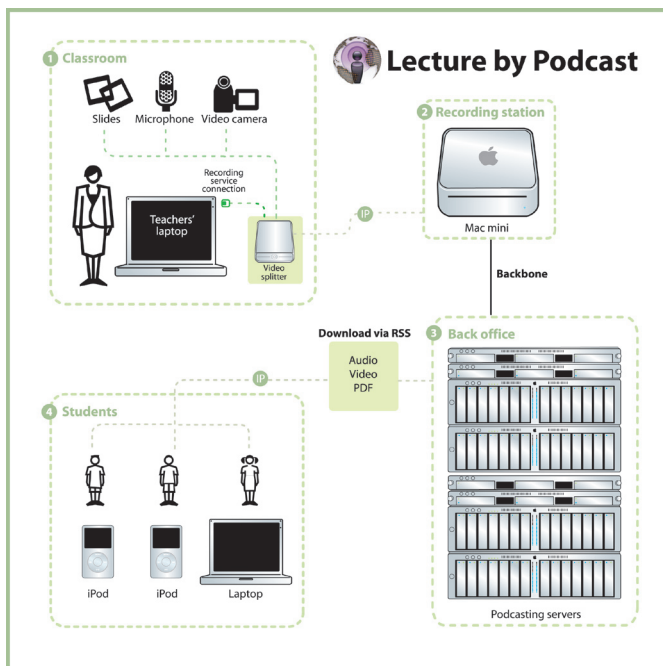 Lecture by Podcast
1 Classroom
Slides
Microphone
Video camera
Recording
service
connection
Teachers’
laptop
Video
splitter
IP
2 Recording station
Mac mini
Backbone
3 Back office
Podcasting servers
Download via RSS
Audio
Video
PDF
IP
4 Students
iPod
iPod
Laptop